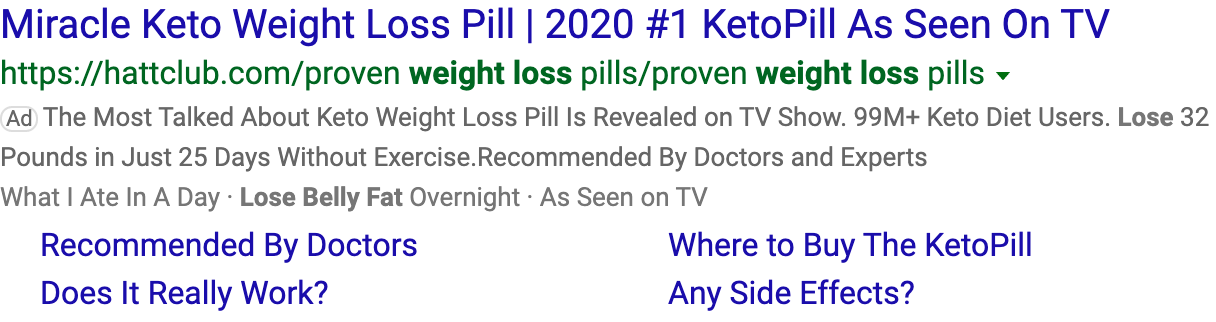 Miracle Keto Weight Loss Pill | 2020 #1 KetoPill As Seen On TV
https://hattclub.com/proven weight loss pills/proven weight loss pills
Ad The Most Talked About Keto Weight Loss Pill Is Revealed on TV Show. 99M+ Keto Diet Users. Lose 32
Pounds in Just 25 Days Without Exercise.Recommended By Doctors and Experts
What I Ate In A Day · Lose Belly Fat Overnight · As Seen on TV
Recommended By Doctors Where to Buy The KetoPill
Does It Really Work? Any Side Effects?